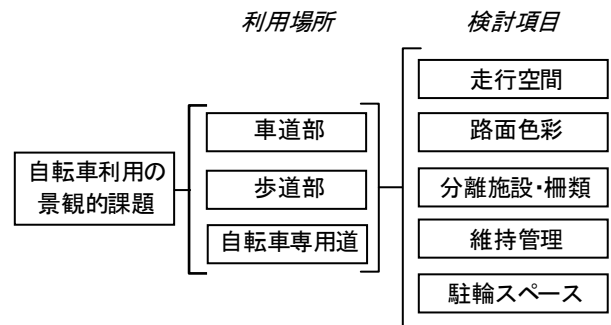 利用場所
検討項目
自転車利用の
景観的課題
車道部
歩道部
自転車専用道
走行空間
路面色彩
分離施設・柵類
維持管理
駐輪スペース